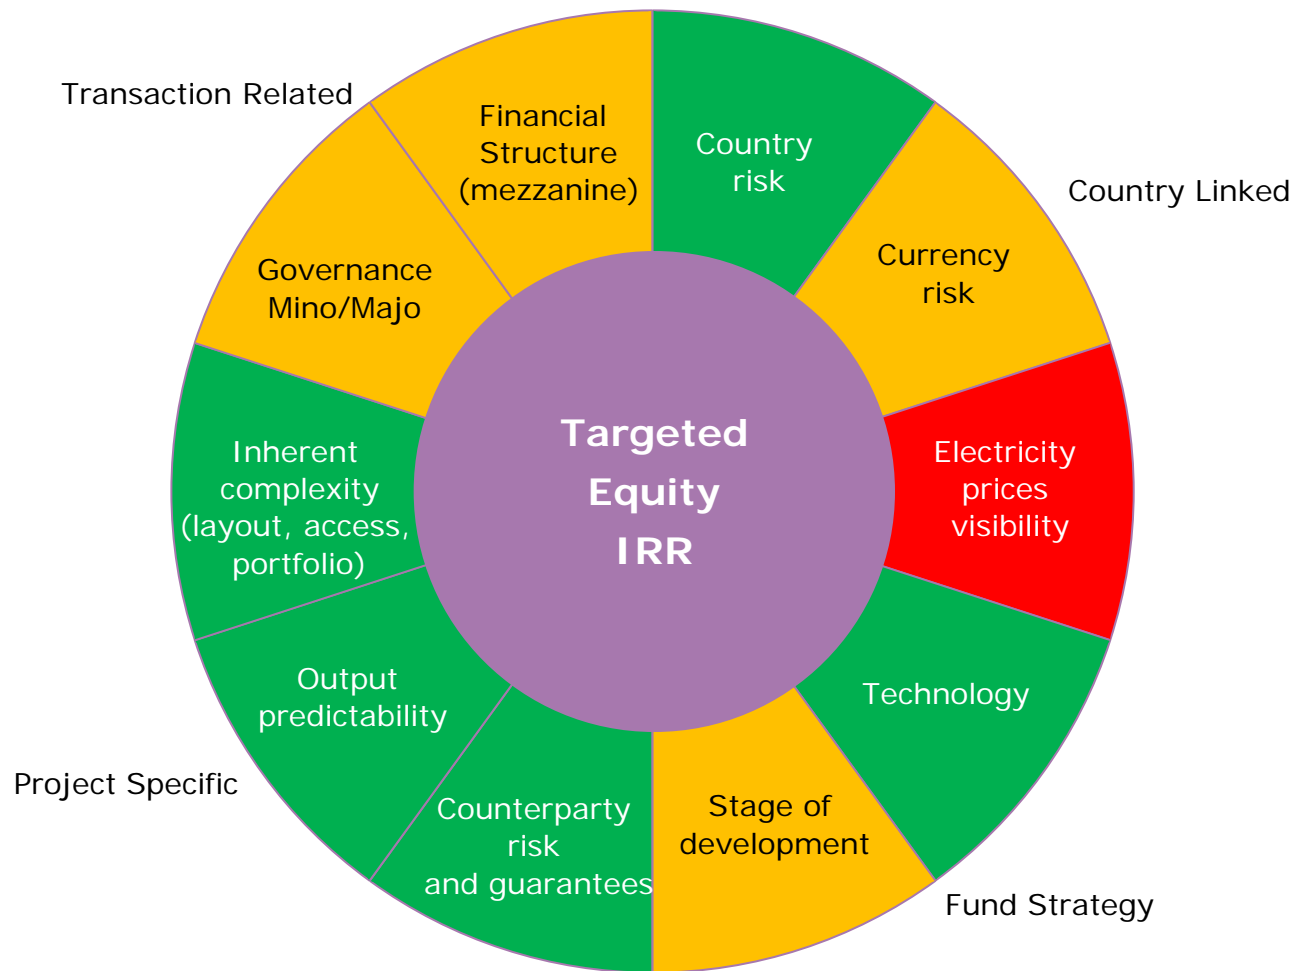 Transaction Related
Financial
Structure
(mezzanine)
Country
risk
Country Linked
Currency
risk
Governance
Mino/Majo
Electricity
prices
visibility
Inherent
complexity
(layout, access,
portfolio)
Targeted
Equity
IRR
Technology
Output
predictability
Project Specific
Stage of
development
Counterparty
risk
and guarantees
Fund Strategy